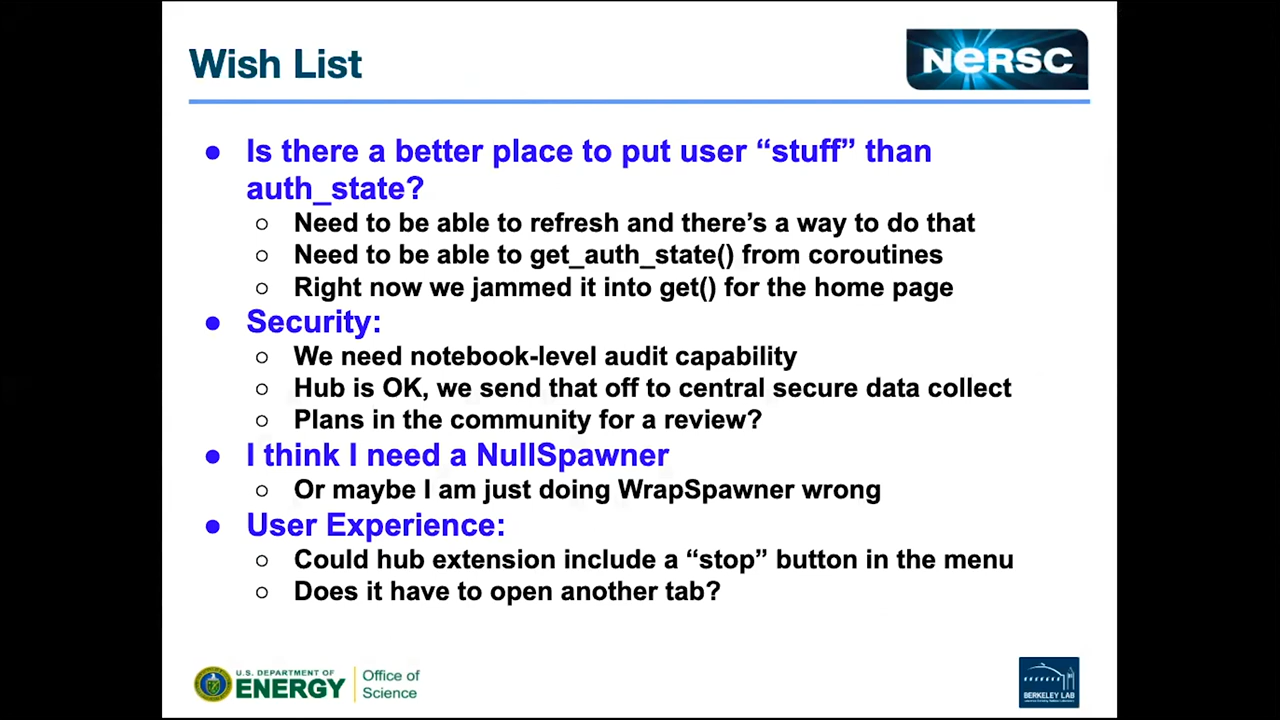 Wish List
NERSC
● Is there a better place to put user “stuff” than
auth_state?
○ Need to be able to refresh and there’s a way to do that
○ Need to be able to get_auth_state() from coroutines
○ Right now we jammed it into get() for the home page
● Security:
○ We need notebook-level audit capability
○ Hub is OK, we send that off to central secure data collect
○ Plans in the community for a review?
● I think I need a NullSpawner
○ Or maybe I am just doing WrapSpawner wrong
● User Experience:
○ Could hub extension include a “stop” button in the menu
○ Does it have to open another tab?
U.S. DEPARTMENT OF
ENERGY
Office of
Science
BERKELEY LAB